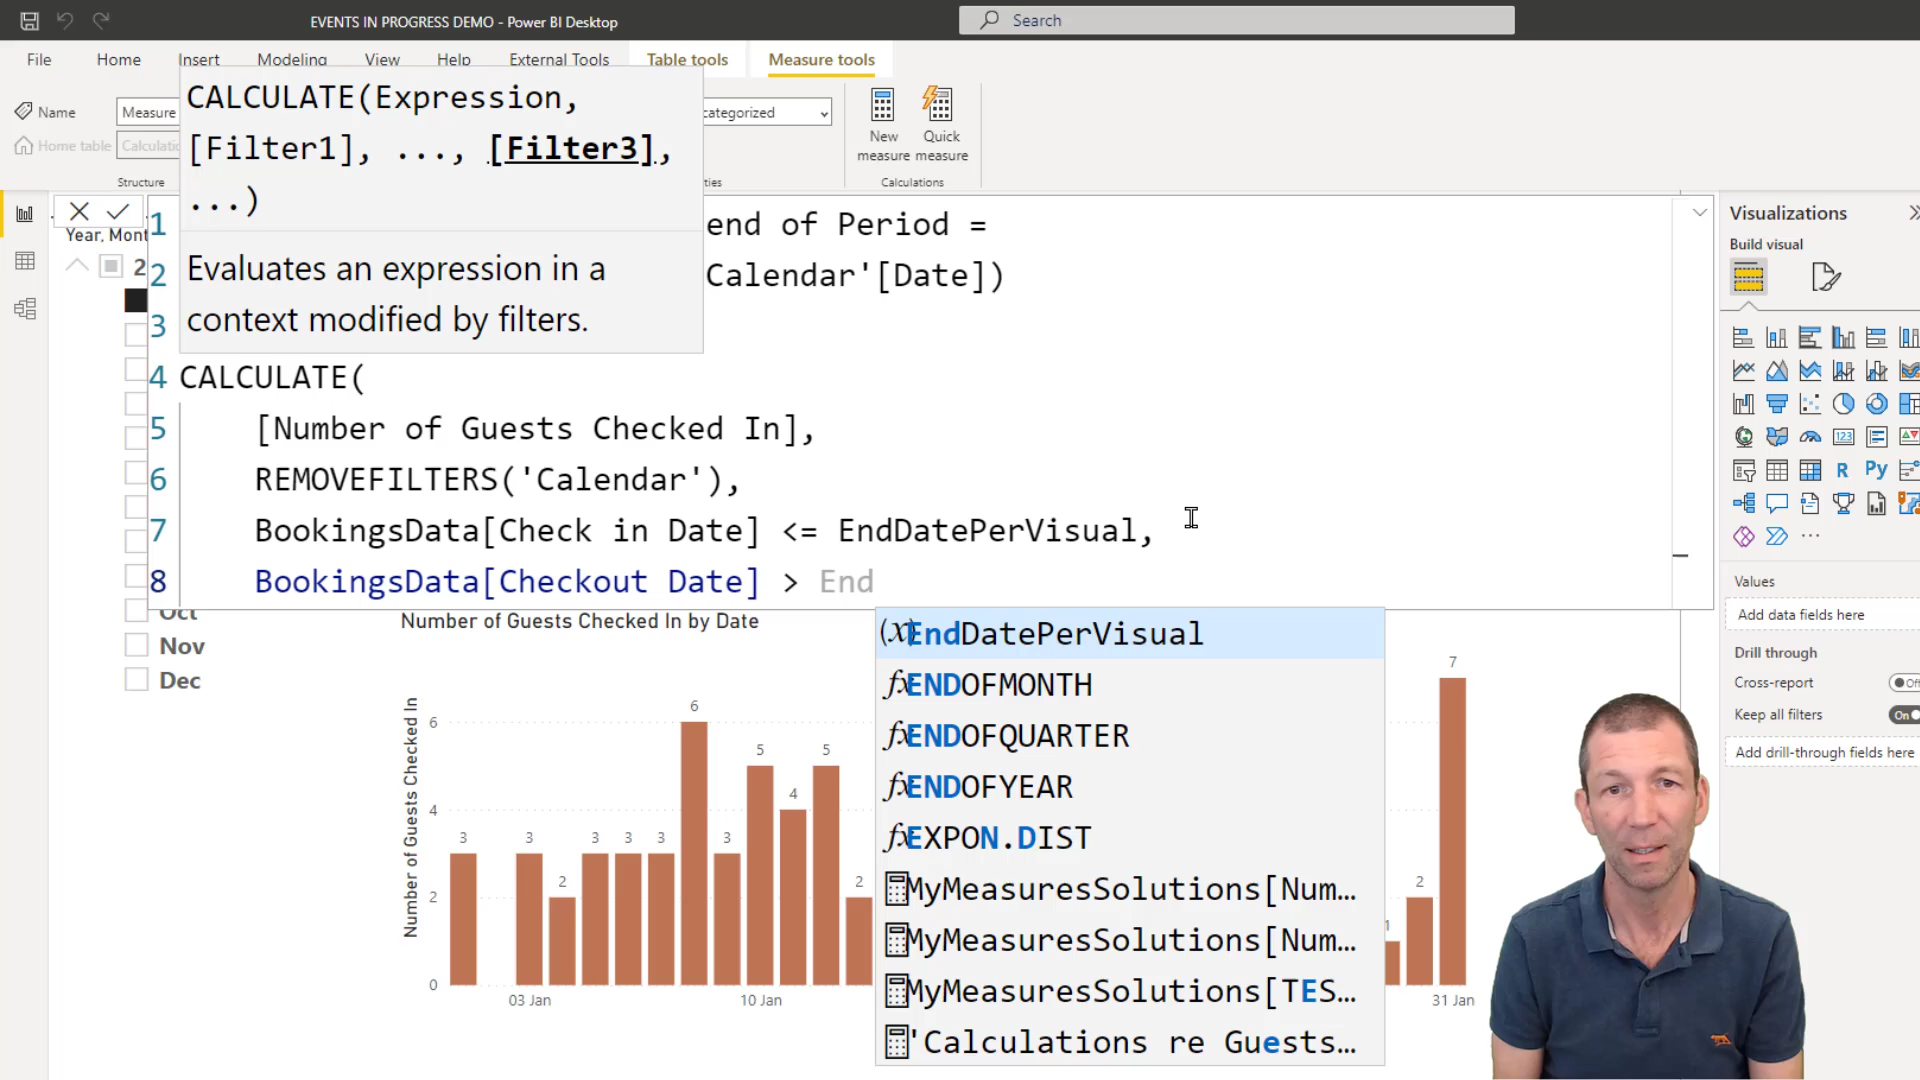 EVENTS IN PROGRESS DEMO - Power BI Desktop
Search
File Home Insert Modeling View Help External Tools Table tools Measure tools
CALCULATE(Expression,
[Filter1], ..., [Filter3],
...)
Evaluates an expression in a
context modified by filters.
Name Measure
Home table
Structure
categorized
New measure
Quick measure
Calculations
Year, Mont
2
1 end of Period =
2 Calendar'[Date])
3
4 CALCULATE(
5 [Number of Guests Checked In],
6 REMOVEFILTERS('Calendar'),
7 BookingsData[Check in Date] <= EndDatePerVisual,
8 BookingsData[Checkout Date] > End
EndDatePerVisual
ENDOFMONTH
ENDOFQUARTER
ENDOFYEAR
EXPON.DIST
MyMeasuresSolutions[Num…
MyMeasuresSolutions[Num…
MyMeasuresSolutions[TES…
'Calculations re Guests…
Oct
Nov
Dec
Number of Guests Checked In by Date
Number of Guests Checked In
6
4
2
0
3 3 2 3 3 3 6 3 5 4 5 2 1 2 7
03 Jan 10 Jan 31 Jan
Visualizations
Build visual
123
R Py
Values
Add data fields here
Drill through
Cross-report
Off
Keep all filters
On
Add drill-through fields here